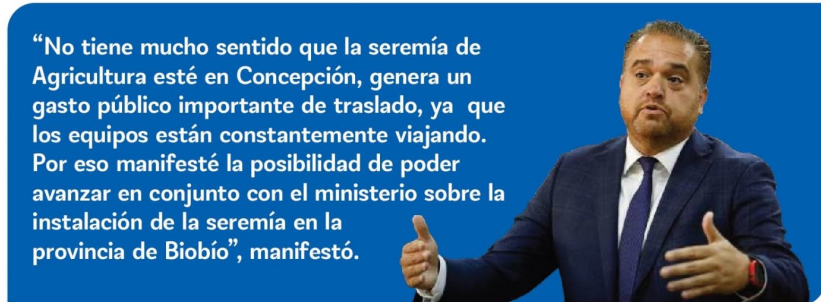 “No tiene mucho sentido que la seremía de
Agricultura esté en Concepción, genera un
gasto público importante de traslado, ya que
los equipos están constantemente viajando.
Por eso manifesté la posibilidad de poder
avanzar en conjunto con el ministerio sobre la
instalación de la seremía en la
provincia de Biobío”, manifestó.